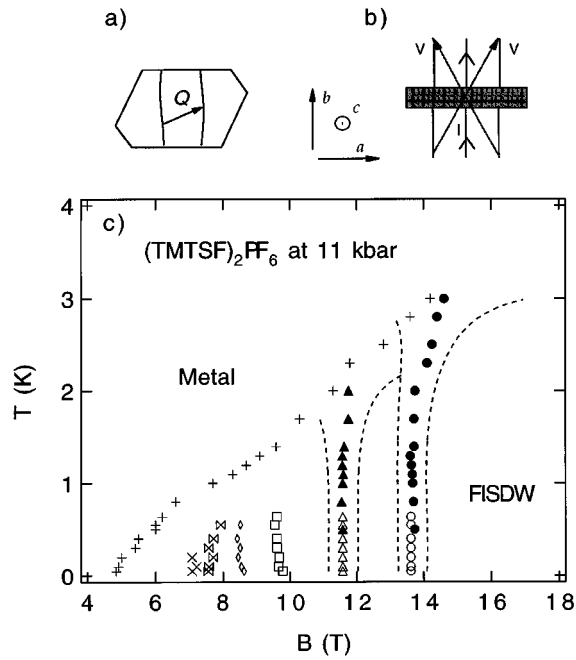 a)
b)
Q
b
c
a
V
V
I
c)
(TMTSF)₂PF₆ at 11 kbar
Metal
FISDW
T (K)
4
3
2
1
0
4
6
8
10
12
14
16
18
B (T)